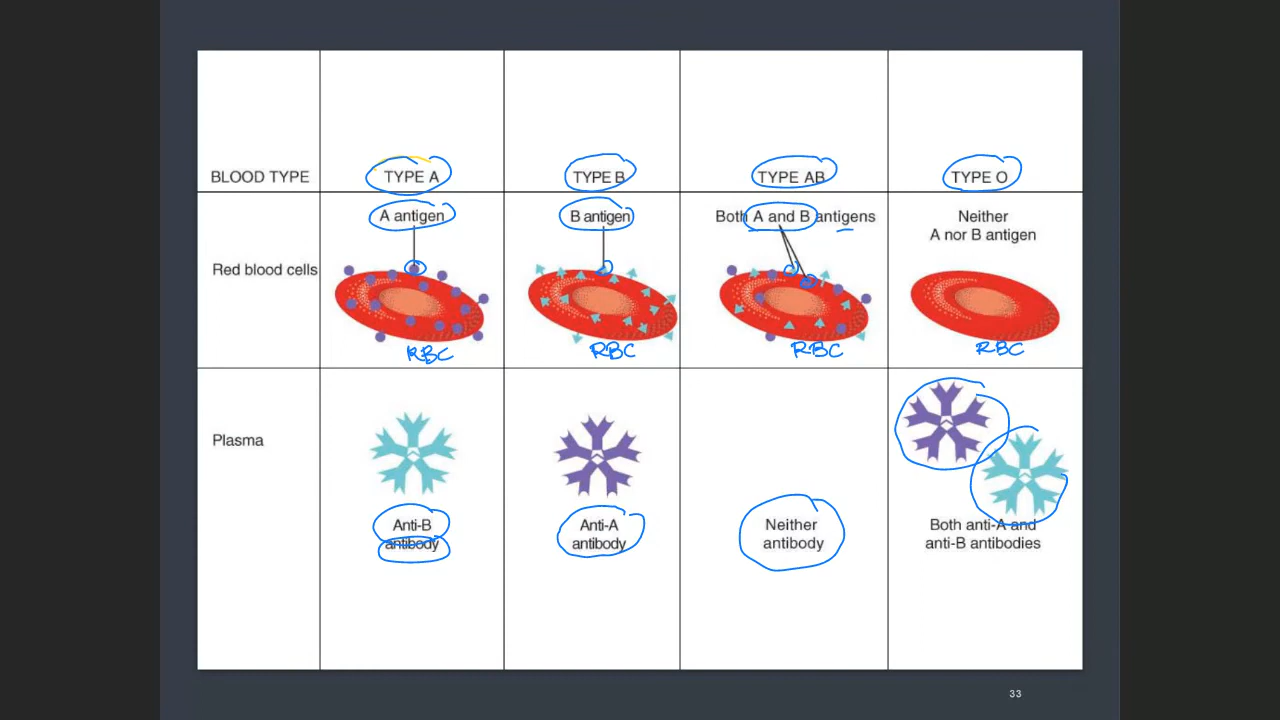 BLOOD TYPE
TYPE A
TYPE B
TYPE AB
TYPE O
Red blood cells
A antigen
B antigen
Both A and B antigens
Neither
A nor B antigen
RBC
RBC
RBC
RBC
Plasma
Anti-B
antibody
Anti-A
antibody
Neither
antibody
Both anti-A and
anti-B antibodies
33